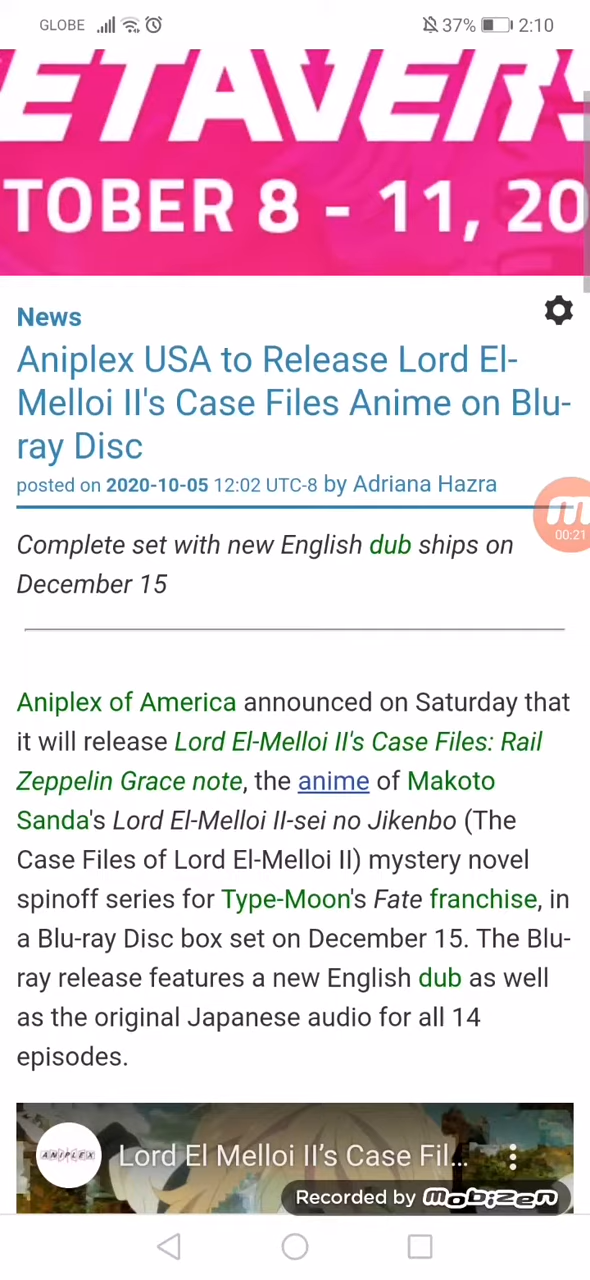 GLOBE 37% 2:10
ETAVERS
TOBER 8 - 11, 20
News
Aniplex USA to Release Lord El-
Melloi II's Case Files Anime on Blu-
ray Disc
posted on 2020-10-05 12:02 UTC-8 by Adriana Hazra
00:21
Complete set with new English dub ships on
December 15
Aniplex of America announced on Saturday that
it will release Lord El-Melloi II's Case Files: Rail
Zeppelin Grace note, the anime of Makoto
Sanda's Lord El-Melloi II-sei no Jikenbo (The
Case Files of Lord El-Melloi II) mystery novel
spinoff series for Type-Moon's Fate franchise, in
a Blu-ray Disc box set on December 15. The Blu-
ray release features a new English dub as well
as the original Japanese audio for all 14
episodes.
ANIPLEX Lord El Melloi II’s Case Fil...
Recorded by mobizen